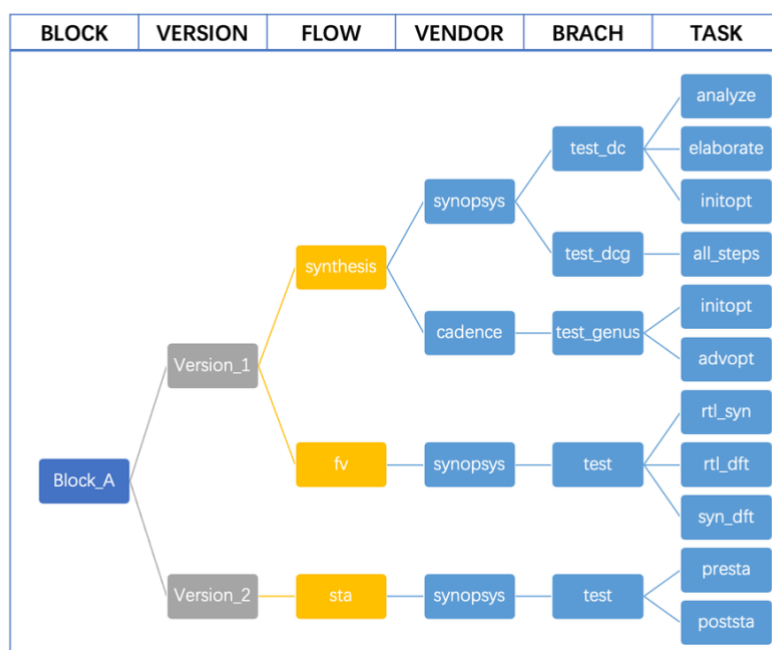 BLOCK VERSION FLOW VENDOR BRACH TASK
analyze
test_dc elaborate
synopsys initopt
test_dcg all_steps
synthesis
initopt
cadence test_genus
Version_1 advopt
rtl_syn
fv synopsys test rtl_dft
Block_A
syn_dft
presta
Version_2 sta synopsys test
poststa